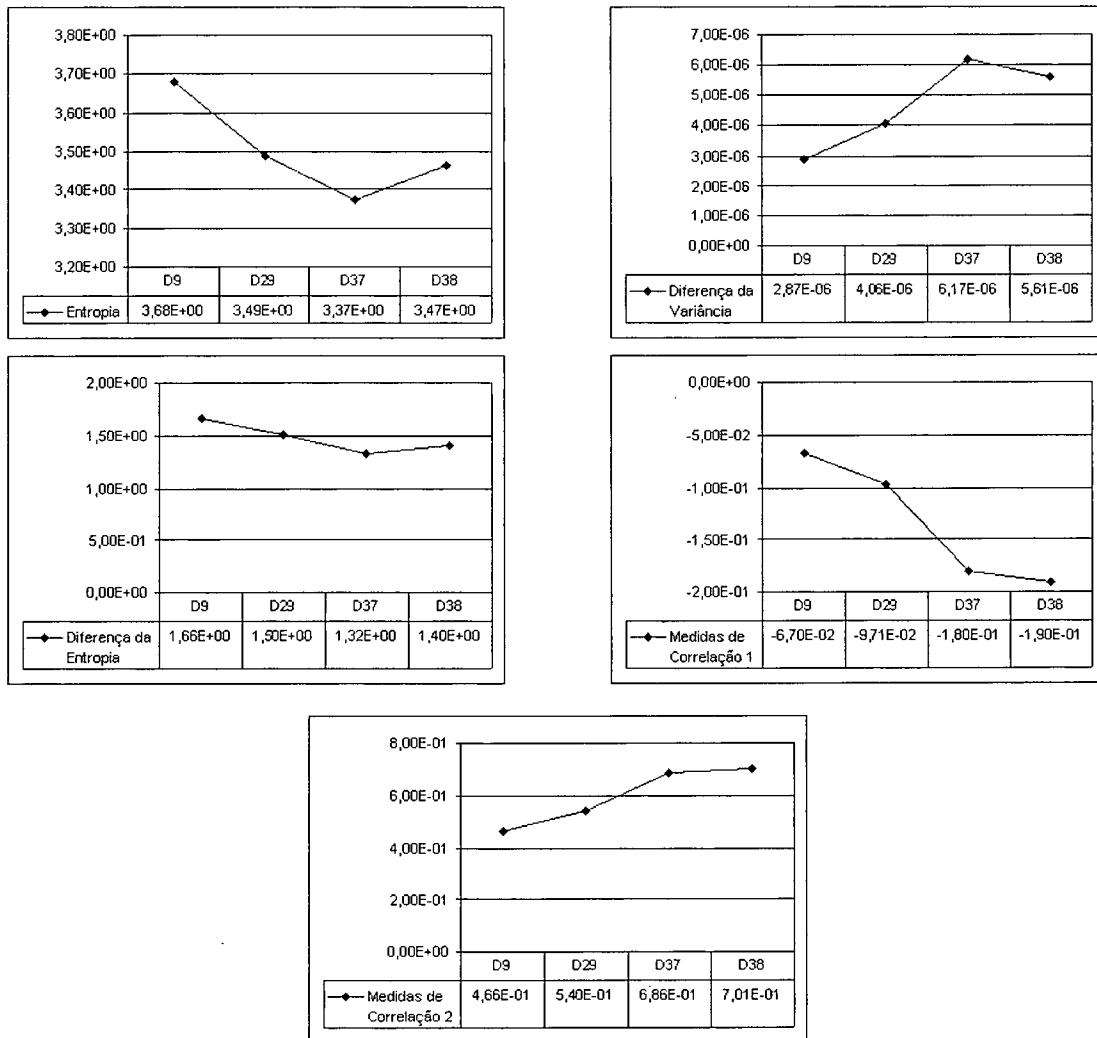 3,80E+00
3,70E+00
3,60E+00
3,50E+00
3,40E+00
3,30E+00
3,20E+00
D9 D29 D37 D38
Entropia 3,68E+00 3,49E+00 3,37E+00 3,47E+00
7,00E-06
6,00E-06
5,00E-06
4,00E-06
3,00E-06
2,00E-06
1,00E-06
0,00E+00
D9 D29 D37 D38
Diferença da 2,87E-06 4,06E-06 6,17E-06 5,61E-06
Variância
2,00E+00
1,50E+00
1,00E+00
5,00E-01
0,00E+00
D9 D29 D37 D38
Diferença da 1,66E+00 1,50E+00 1,32E+00 1,40E+00
Entropia
0,00E+00
-5,00E-02
-1,00E-01
-1,50E-01
-2,00E-01
D9 D29 D37 D38
Medidas de -6,70E-02 -9,71E-02 -1,80E-01 -1,90E-01
Correlação 1
8,00E-01
6,00E-01
4,00E-01
2,00E-01
0,00E+00
D9 D29 D37 D38
Medidas de 4,66E-01 5,40E-01 6,86E-01 7,01E-01
Correlação 2